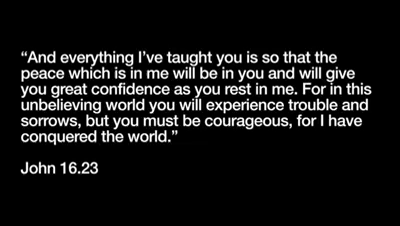 “And everything I’ve taught you is so that the
peace which is in me will be in you and will give
you great confidence as you rest in me. For in this
unbelieving world you will experience trouble and
sorrows, but you must be courageous, for I have
conquered the world.”
John 16.23